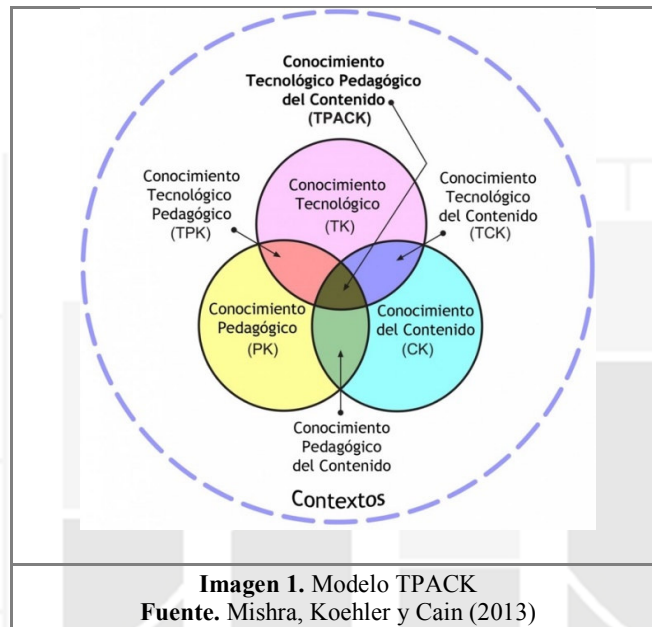 Conocimiento
Tecnológico Pedagógico
del Contenido
(TPACK)
Conocimiento
Tecnológico
Pedagógico
(TPK)
Conocimiento
Tecnológico
(TK)
Conocimiento
Tecnológico
del Contenido
(TCK)
Conocimiento
Pedagógico
(PK)
Conocimiento
del Contenido
(CK)
Conocimiento
Pedagógico
del Contenido
Contextos
Imagen 1. Modelo TPACK
Fuente. Mishra, Koehler y Cain (2013)